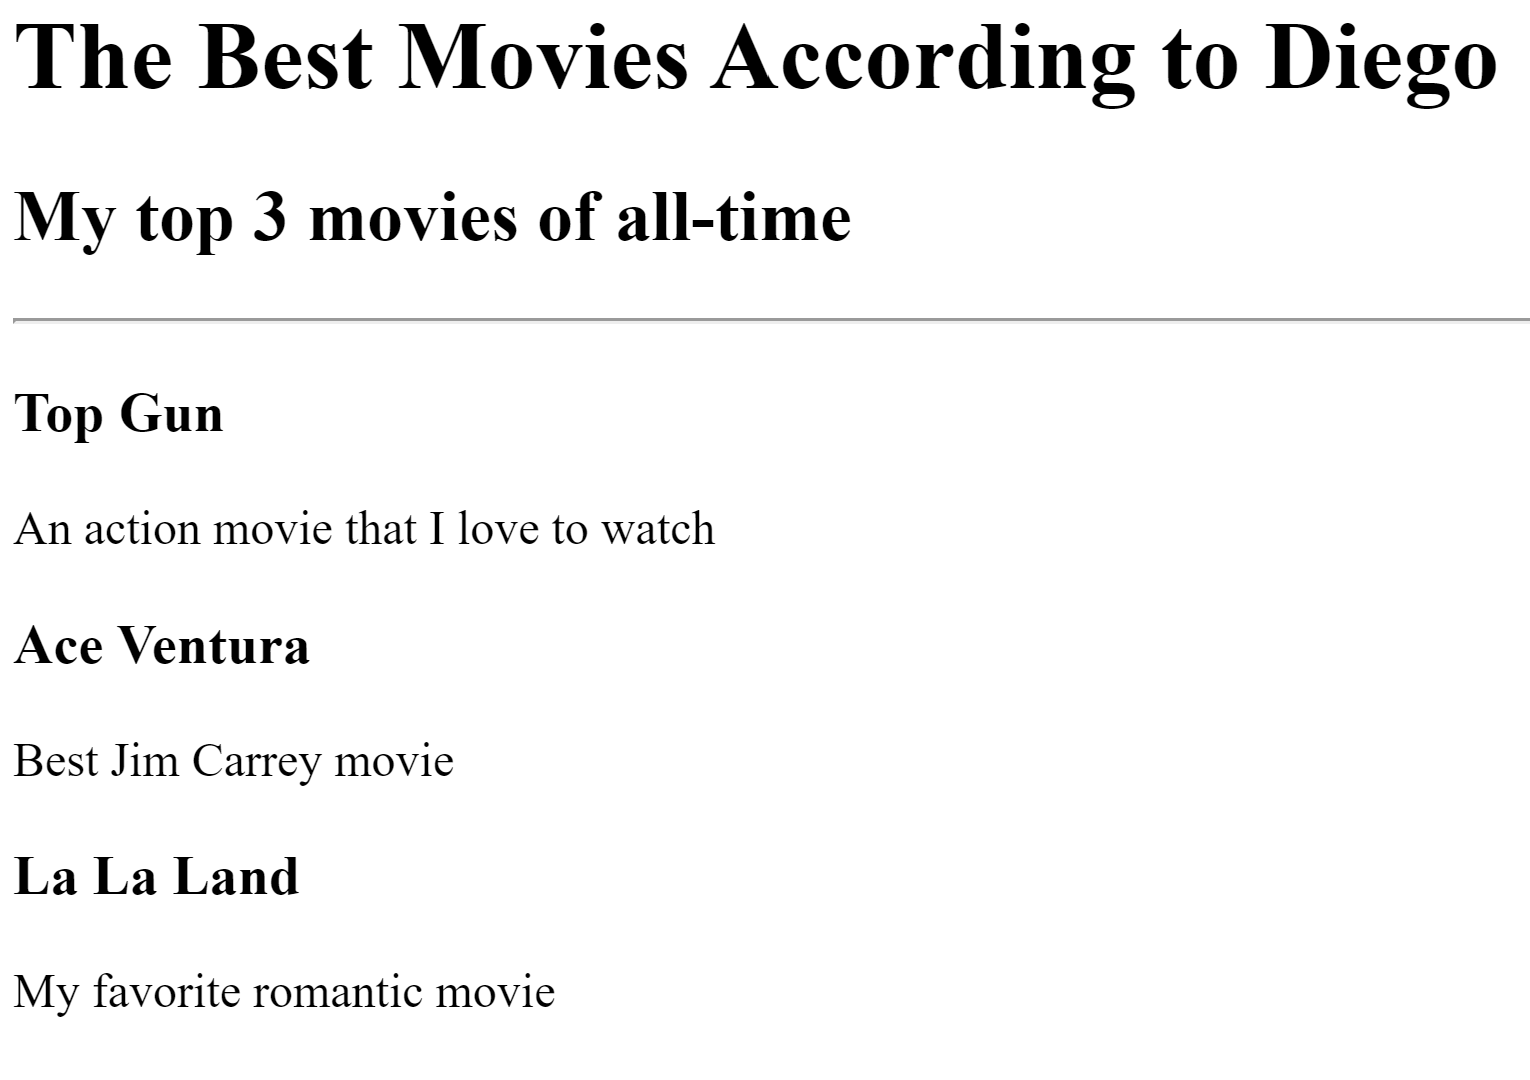 The Best Movies According to Diego
My top 3 movies of all-time
Top Gun
An action movie that I love to watch
Ace Ventura
Best Jim Carrey movie
La La Land
My favorite romantic movie